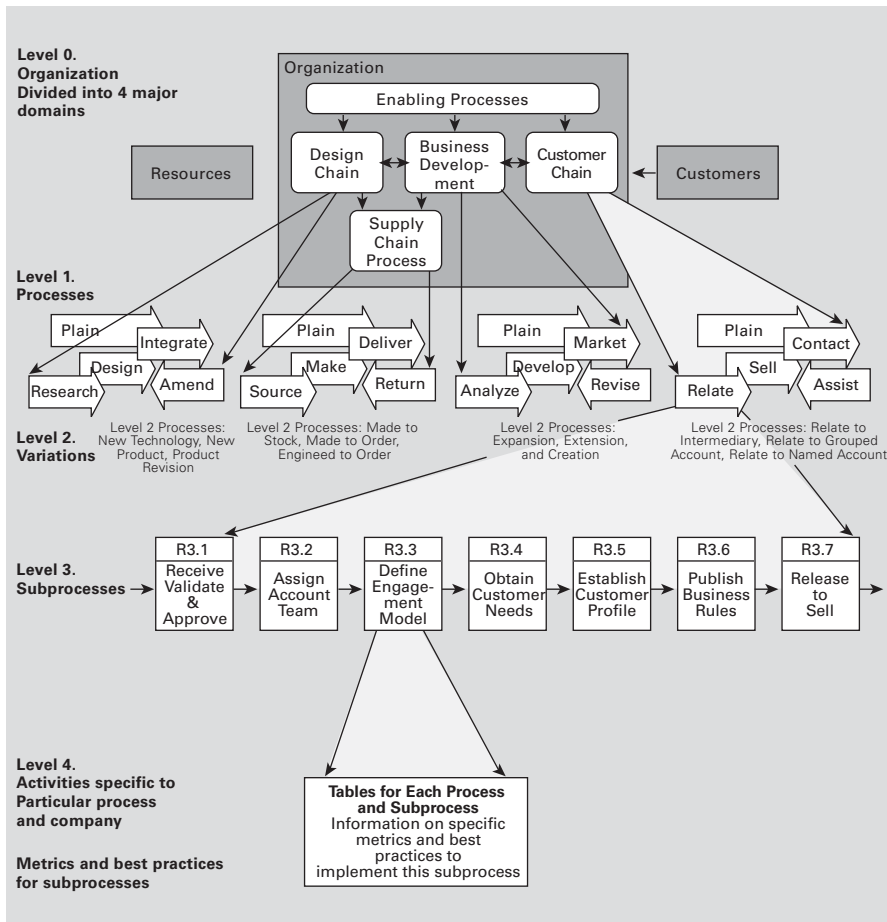 Level 0.
Organization
Divided into 4 major
domains
Organization
Enabling Processes
Resources
Design
Chain
Business
Develop-
ment
Customer
Chain
Customers
Supply
Chain
Process
Level 1.
Processes
Plain
Integrate
Design
Research
Amend
Plain
Deliver
Make
Source
Return
Plain
Market
Develop
Analyze
Revise
Plain
Contact
Sell
Relate
Assist
Level 2.
Variations
Level 2 Processes:
New Technology, New
Product, Product
Revision
Level 2 Processes: Made to
Stock, Made to Order,
Engineed to Order
Level 2 Processes:
Expansion, Extension,
and Creation
Level 2 Processes: Relate to
Intermediary, Relate to Grouped
Account, Relate to Named Account
Level 3.
Subprocesses
R3.1
Receive
Validate
&
Approve
R3.2
Assign
Account
Team
R3.3
Define
Engage-
ment
Model
R3.4
Obtain
Customer
Needs
R3.5
Establish
Customer
Profile
R3.6
Publish
Business
Rules
R3.7
Release
to
Sell
Level 4.
Activities specific to
Particular process
and company
Metrics and best practices
for subprocesses
Tables for Each Process
and Subprocess
Information on specific
metrics and best
practices to
implement this subprocess